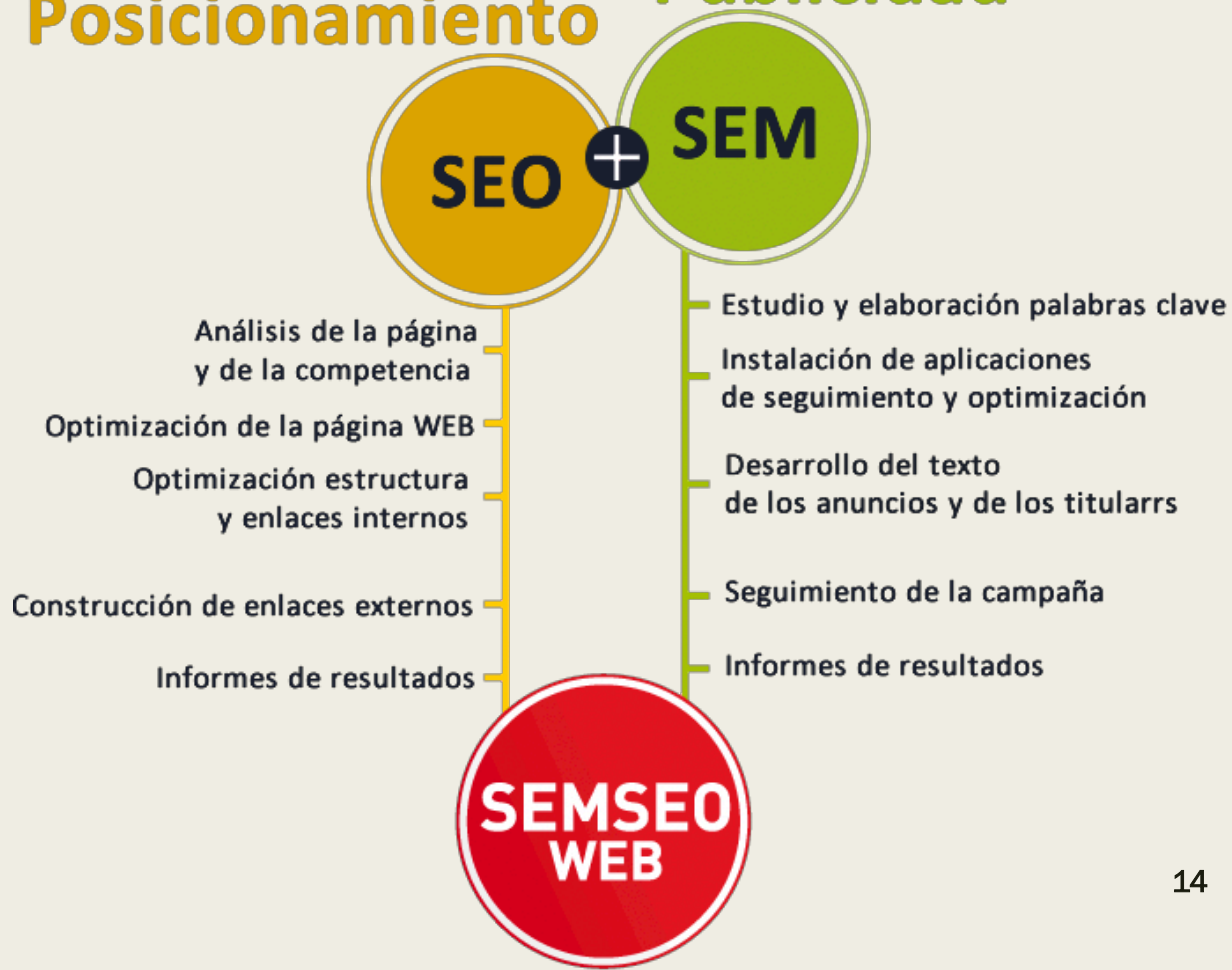 Posicionamiento
Publicidad
SEO
+
SEM
Análisis de la página
y de la competencia
Optimización de la página WEB
Optimización estructura
y enlaces internos
Construcción de enlaces externos
Informes de resultados
Estudio y elaboración palabras clave
Instalación de aplicaciones
de seguimiento y optimización
Desarrollo del texto
de los anuncios y de los titularrs
Seguimiento de la campaña
Informes de resultados
SEMSEO
WEB
14